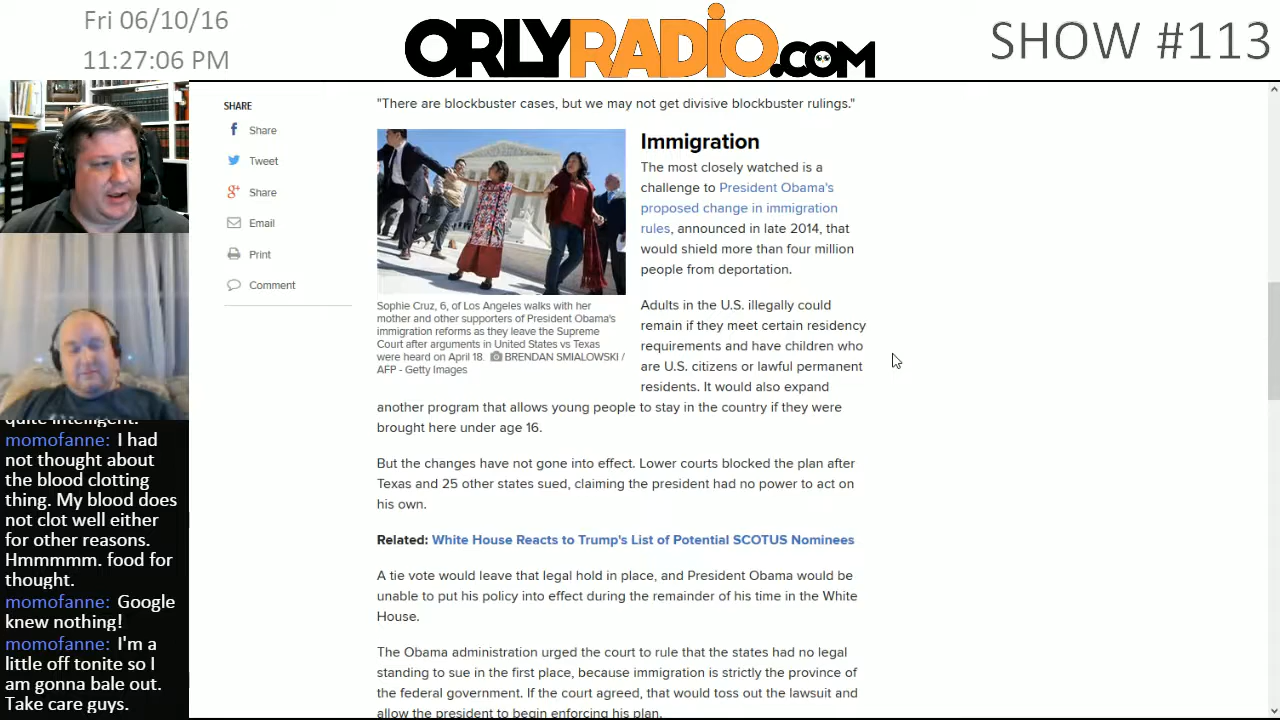 Fri 06/10/16
11:27:06 PM
ORLYRADIO.COM
SHOW #113
SHARE
Share
Tweet
Share
Email
Print
Comment
"There are blockbuster cases, but we may not get divisive blockbuster rulings."
Immigration
The most closely watched is a
challenge to President Obama's
proposed change in immigration
rules, announced in late 2014, that
would shield more than four million
people from deportation.
Sophie Cruz, 6, of Los Angeles walks with her
mother and other supporters of President Obama's
immigration reforms as they leave the Supreme
Court after arguments in United States vs Texas
were heard on April 18. BRENDAN SMIALOWSKI /
AFP - Getty Images
Adults in the U.S. illegally could
remain if they meet certain residency
requirements and have children who
are U.S. citizens or lawful permanent
residents. It would also expand
another program that allows young people to stay in the country if they were
brought here under age 16.
But the changes have not gone into effect. Lower courts blocked the plan after
Texas and 25 other states sued, claiming the president had no power to act on
his own.
Related: White House Reacts to Trump's List of Potential SCOTUS Nominees
A tie vote would leave that legal hold in place, and President Obama would be
unable to put his policy into effect during the remainder of his time in the White
House.
The Obama administration urged the court to rule that the states had no legal
standing to sue in the first place, because immigration is strictly the province of
the federal government. If the court agreed, that would toss out the lawsuit and
allow the president to begin enforcing his plan.
quite intelligent.
momofanne: I had
not thought about
the blood clotting
thing. My blood does
not clot well either
for other reasons.
Hmmmmm. food for
thought.
momofanne: Google
knew nothing!
momofanne: I'm a
little off tonite so I
am gonna bale out.
Take care guys.